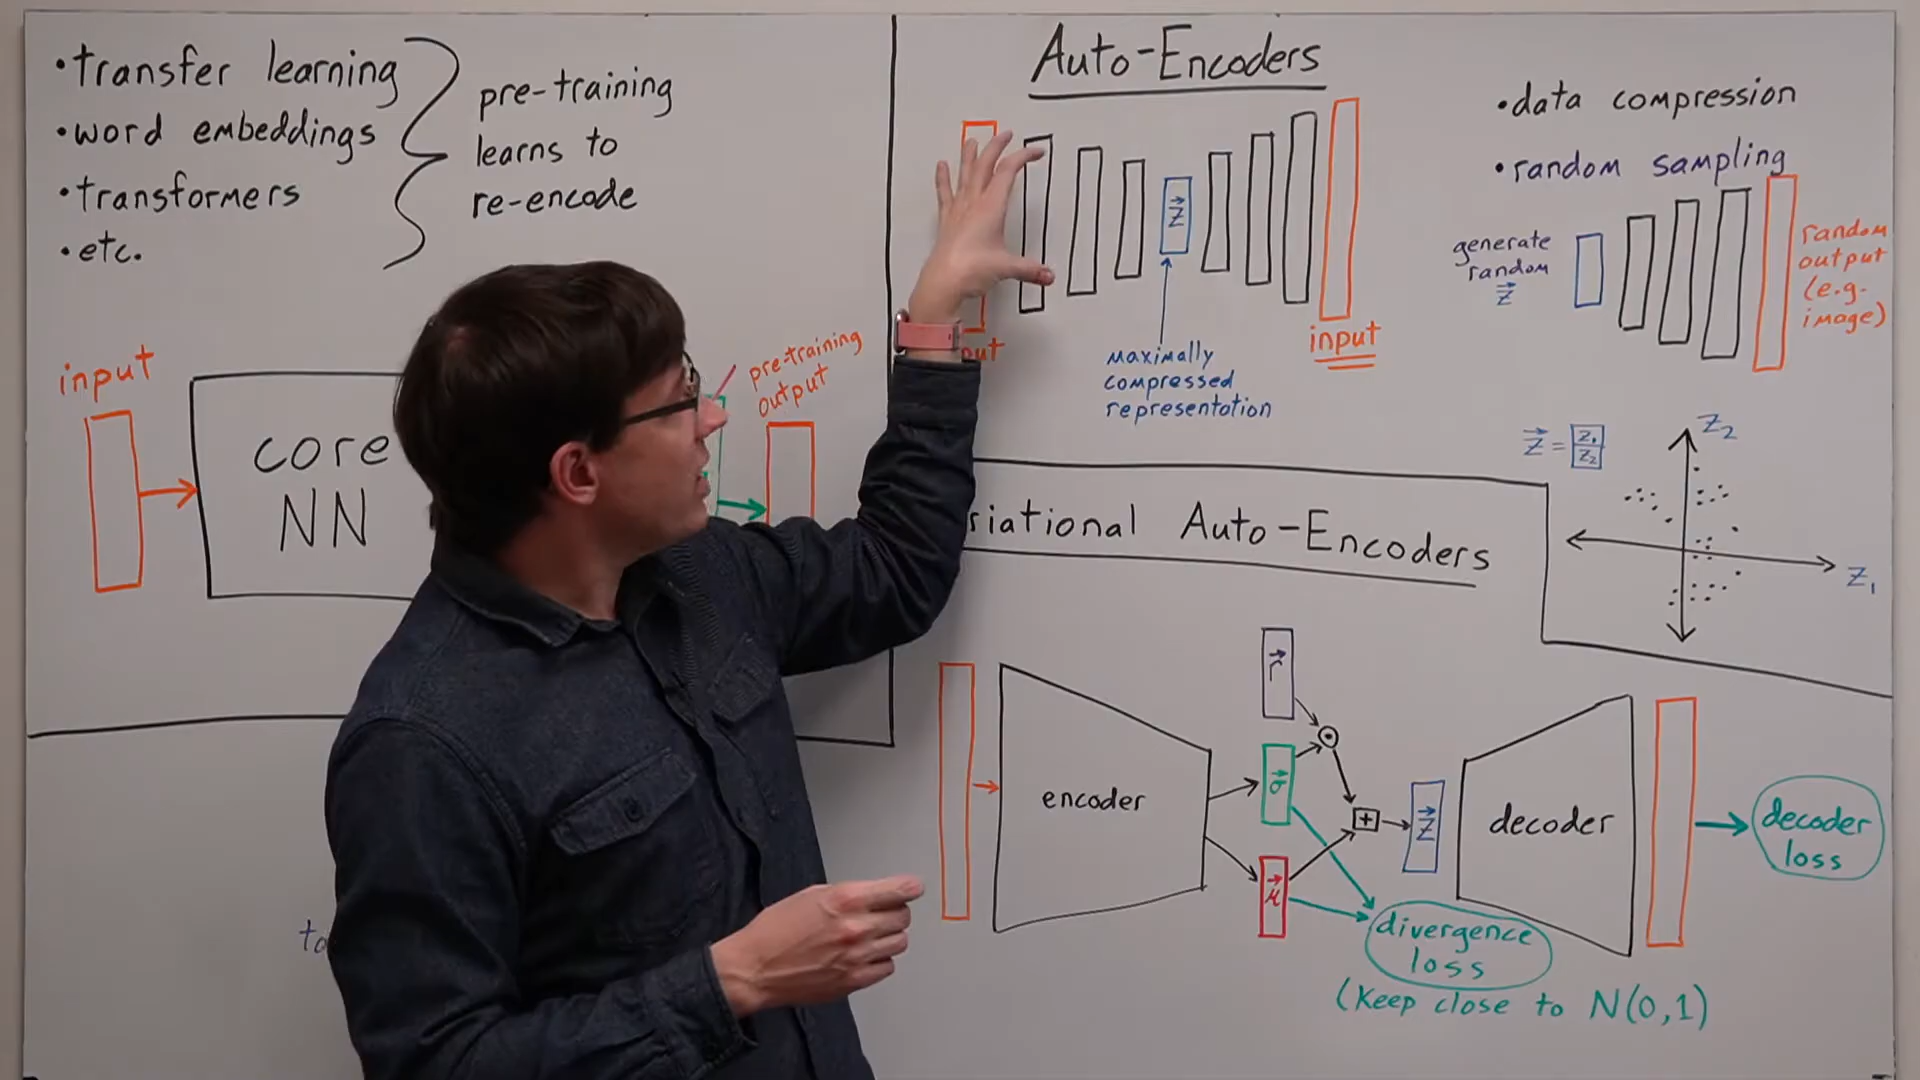 •transfer learning
•word embeddings
•transformers
•etc.
pre-training
learns to
re-encode
input
core
NN
pre-training
output
Auto-Encoders
z
maximally
compressed
representation
input
•data compression
•random sampling
generate
random
z
random
output
(e.g.
image)
z = z₁
z₂
z₂
z₁
Auto-Encoders
encoder
r
σ
μ
z
decoder
decoder
loss
divergence
loss
(keep close to N(0,1)